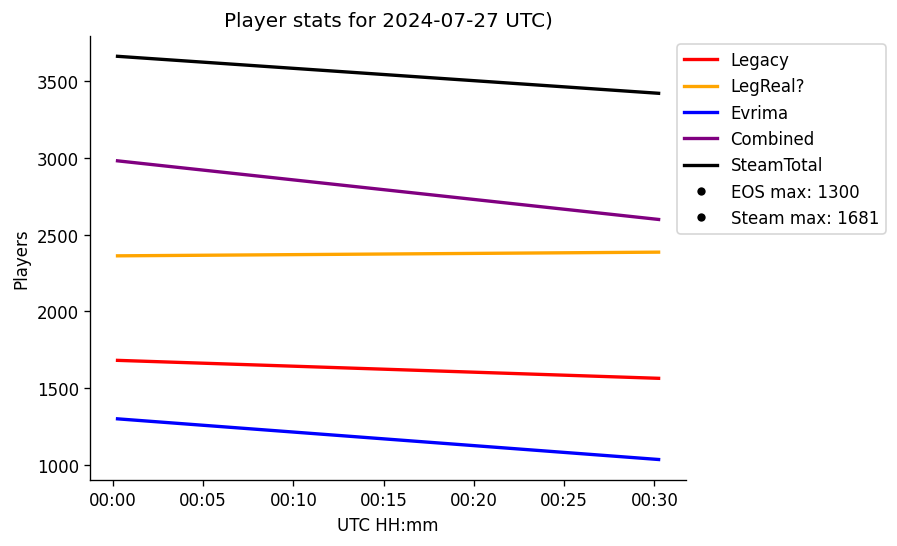 Player stats for 2024-07-27 UTC)
Players
3500
3000
2500
2000
1500
1000
00:00 00:05 00:10 00:15 00:20 00:25 00:30
UTC HH:mm
Legacy
LegReal?
Evrima
Combined
SteamTotal
EOS max: 1300
Steam max: 1681